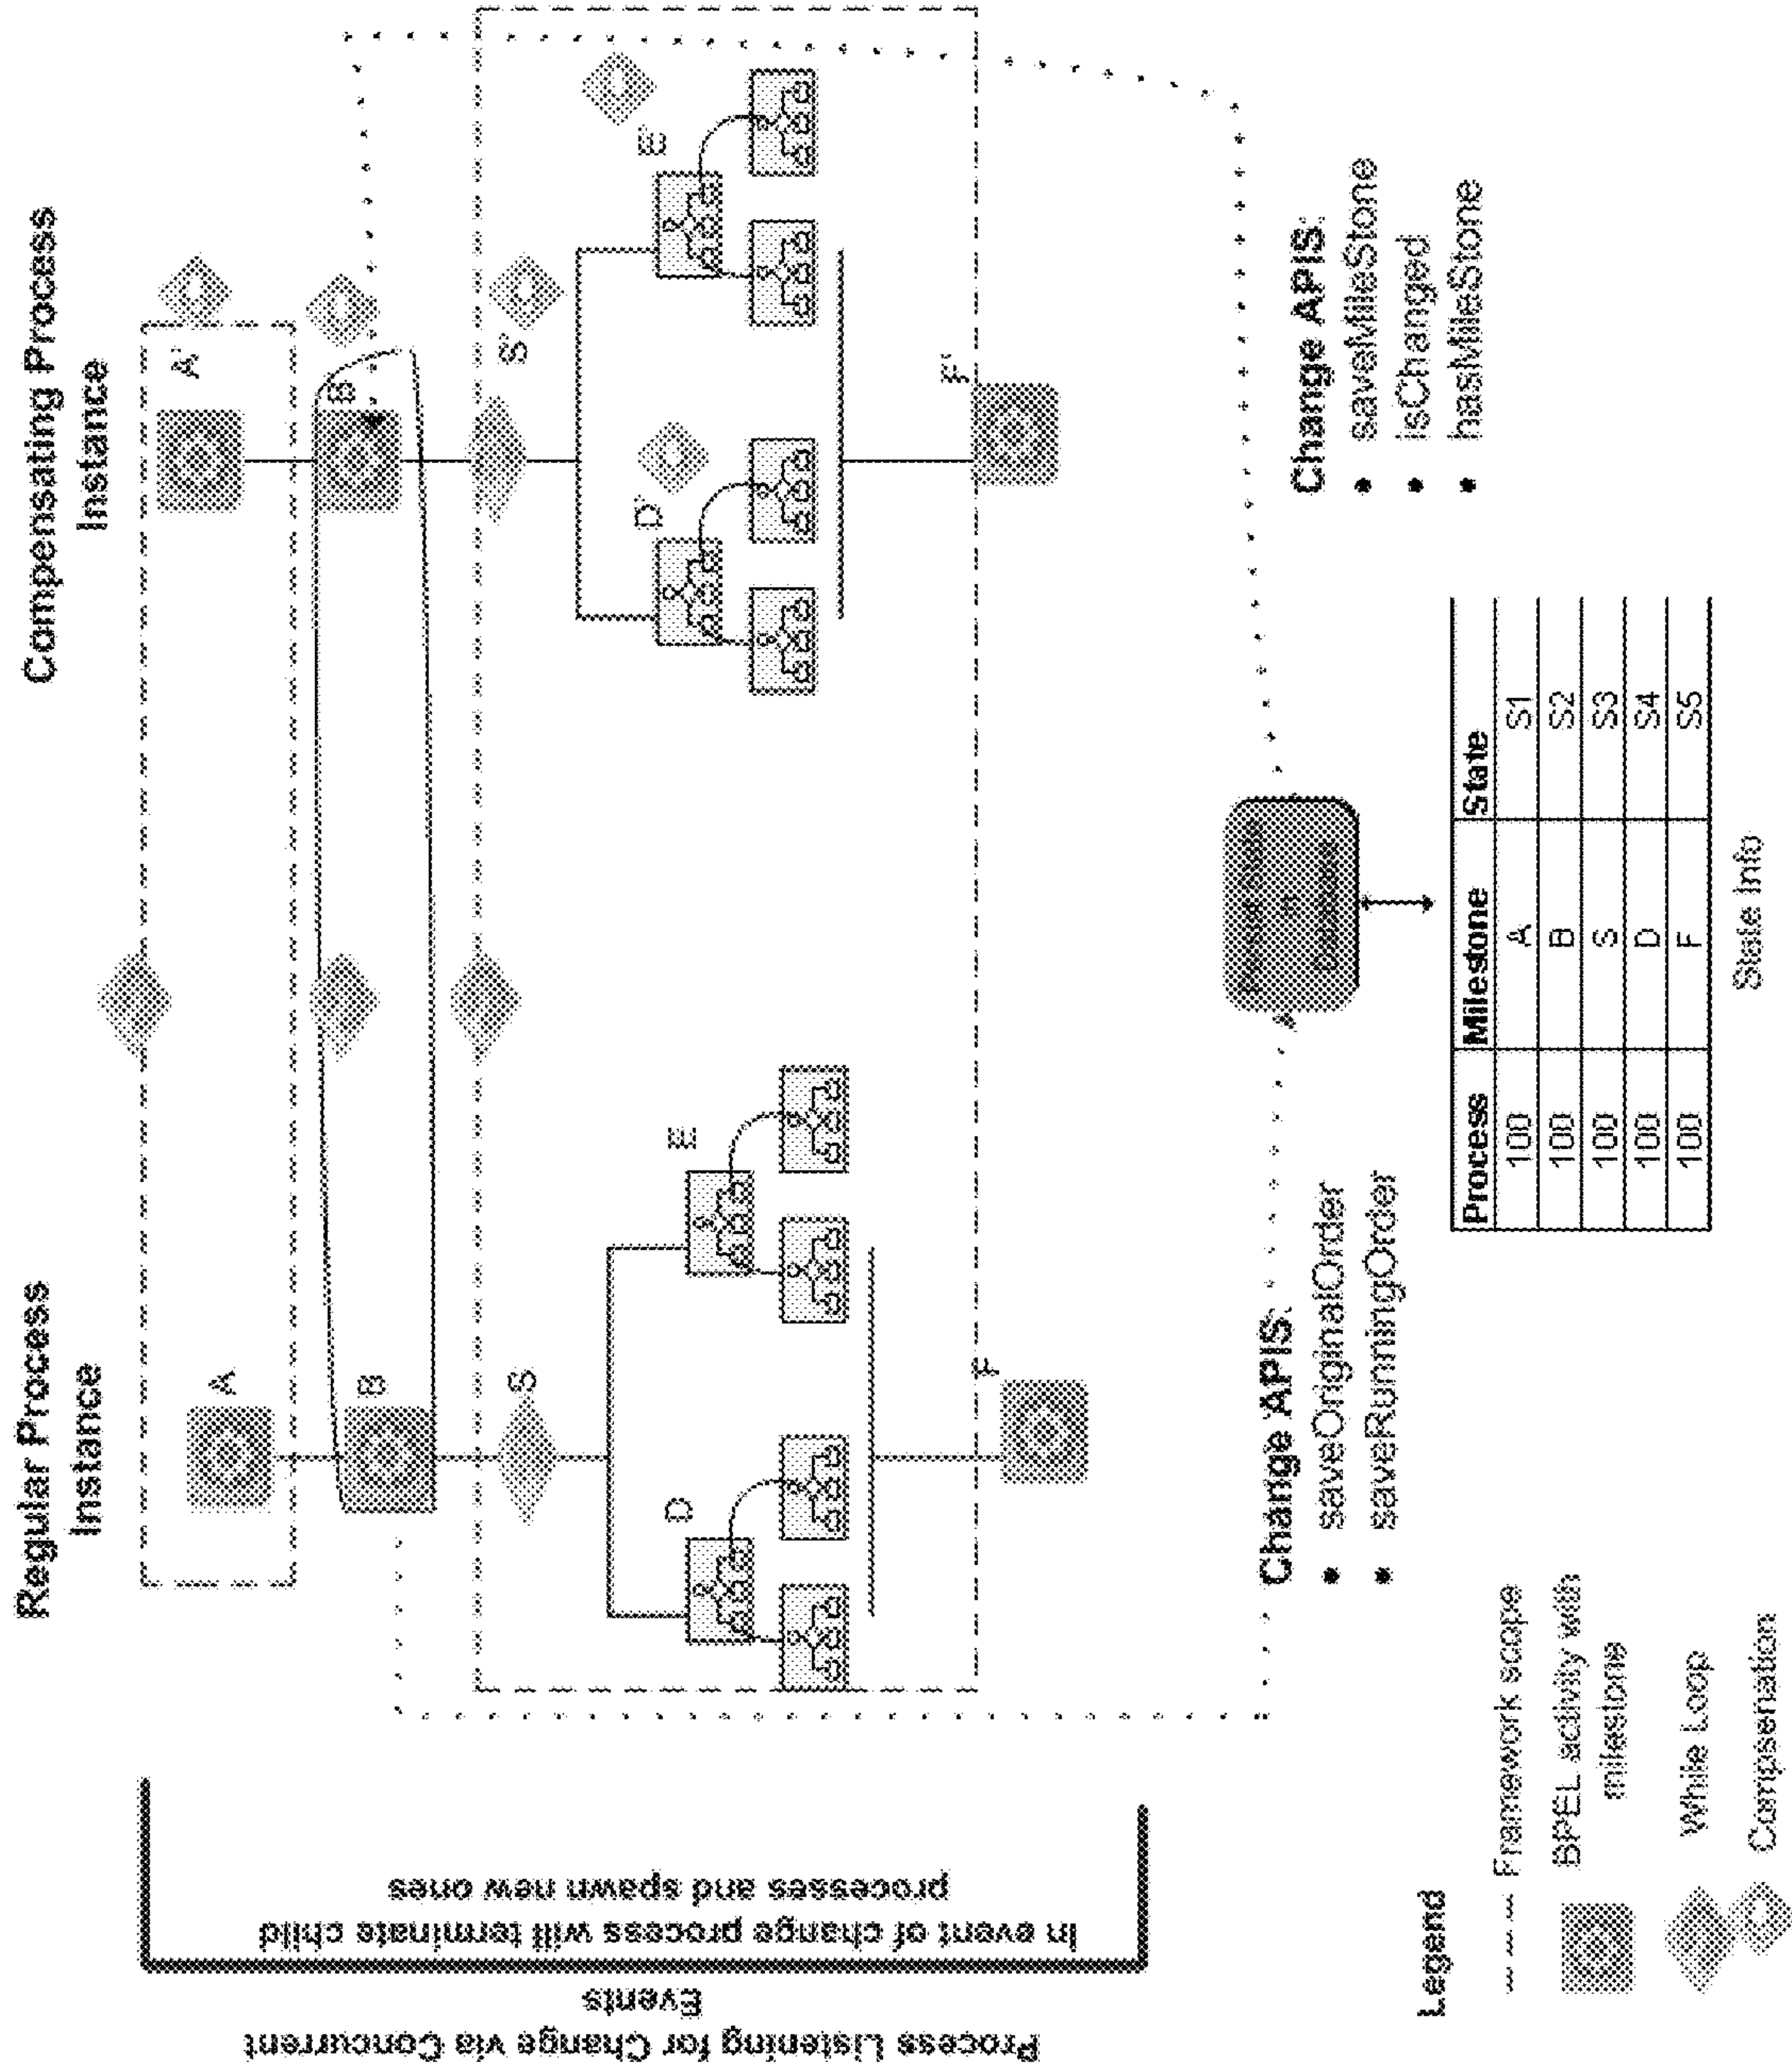 Regular Process
Instance
Compensating Process
Instance
Process Listening for Change via Concurrent
Events
In event of change process will terminate child
processes and spawn new ones
A
B
S
D
E
F
A'
B'
S'
D'
E'
F'
Change APIS:
• saveOriginalOrder
• saveRunningOrder
Change APIS:
• saveMileStone
• isChanged
• hasMileStone
Process Milestone State
100 A S1
100 B S2
100 S S3
100 D S4
100 F S5
State Info
Legend
Framework scope
BPEL activity with
milestone
While Loop
Compsenation